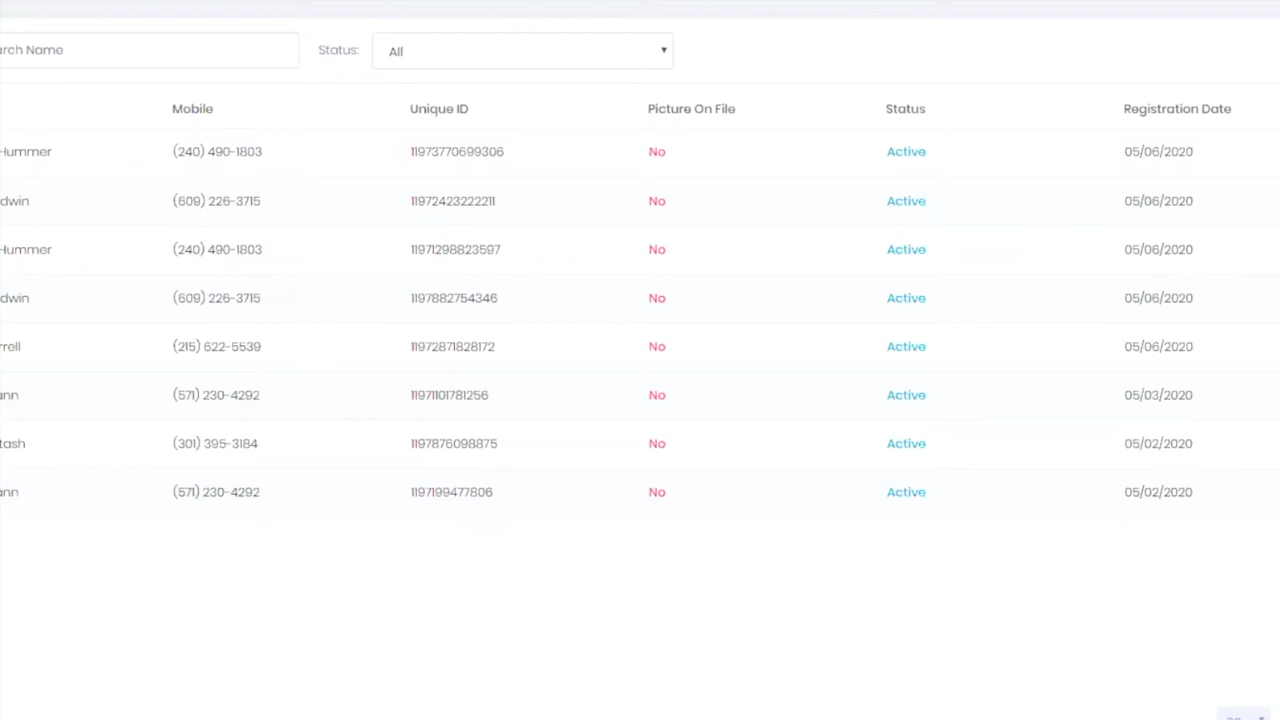 arch Name Status: All
Mobile Unique ID Picture On File Status Registration Date
Hummer (240) 490-1803 11973770699306 No Active 05/06/2020
dwin (609) 226-3715 11972423222211 No Active 05/06/2020
Hummer (240) 490-1803 11971298823597 No Active 05/06/2020
dwin (609) 226-3715 1197882754346 No Active 05/06/2020
rrell (215) 622-5539 11972871828172 No Active 05/06/2020
ann (571) 230-4292 11971101781256 No Active 05/03/2020
tash (301) 395-3184 1197876098875 No Active 05/02/2020
ann (571) 230-4292 1197199477806 No Active 05/02/2020